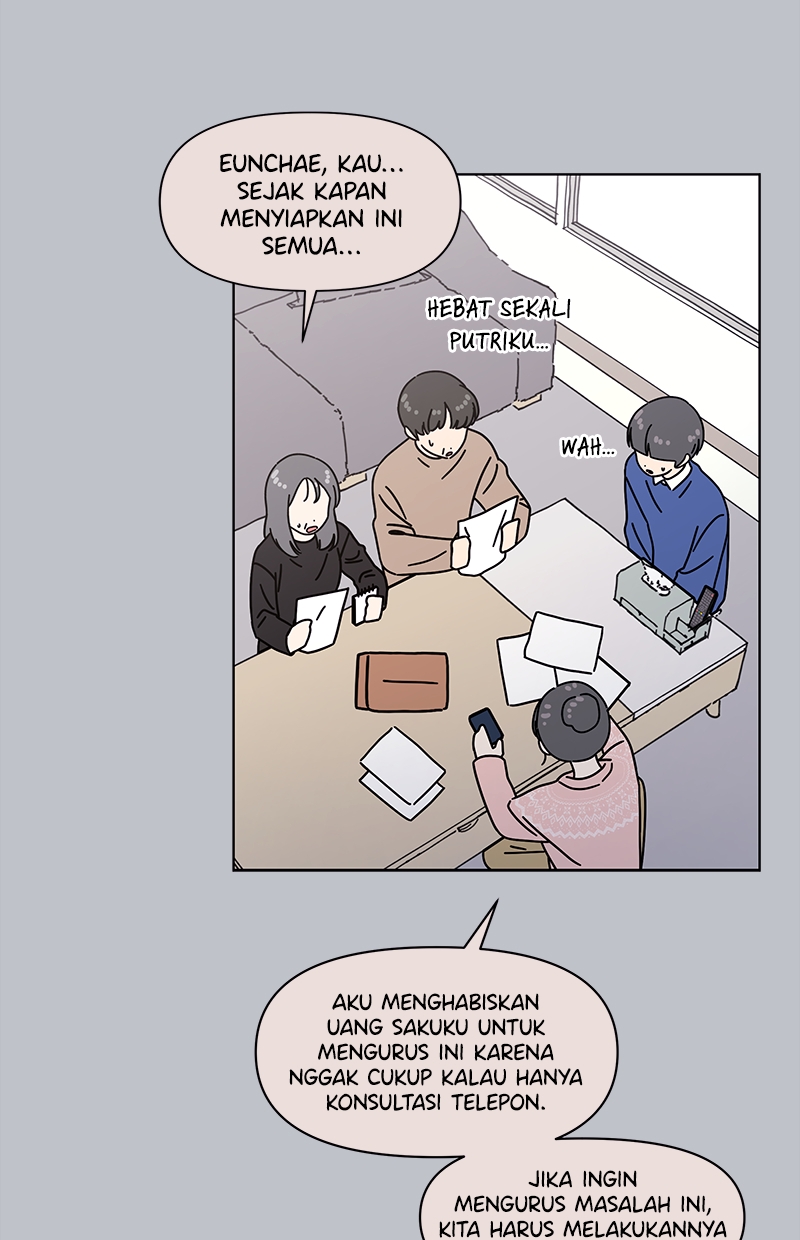 EUNCHAE, KAU...
SEJAK KAPAN
MENYIAPKAN INI
SEMUA...
HEBAT SEKALI
PUTRIKU...
WAH...
AKU MENGHABISKAN
UANG SAKUKU UNTUK
MENGURUS INI KARENA
NGGAK CUKUP KALAU HANYA
KONSULTASI TELEPON.
JIKA INGIN
MENGURUS MASALAH INI,
KITA HARUS MELAKUKANNYA